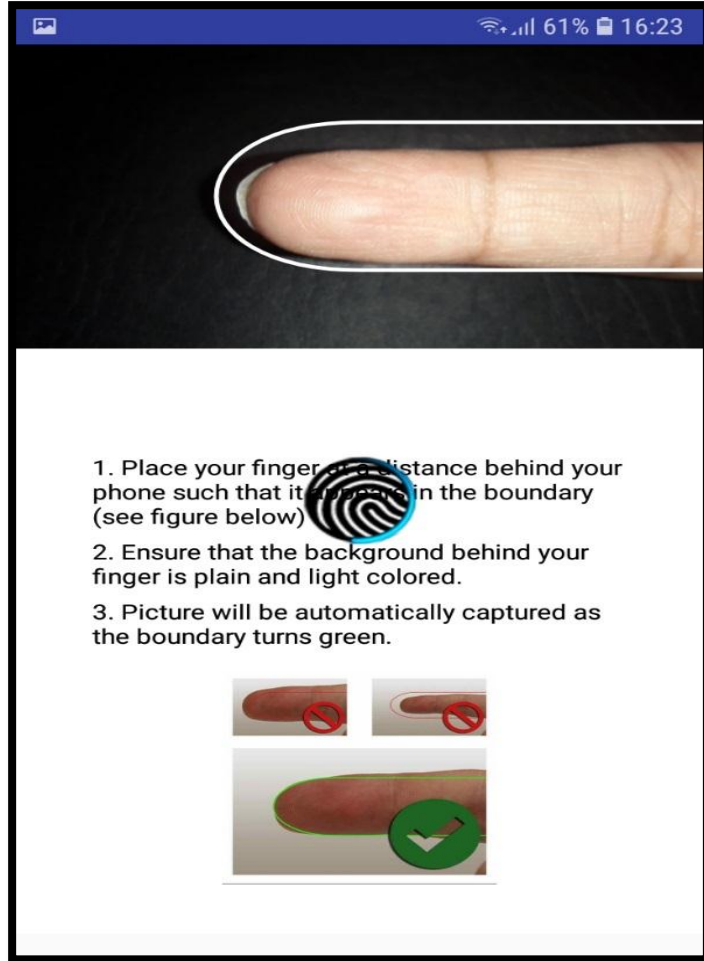 61% 16:23
1. Place your finger at a distance behind your
phone such that it appears in the boundary
(see figure below)
2. Ensure that the background behind your
finger is plain and light colored.
3. Picture will be automatically captured as
the boundary turns green.